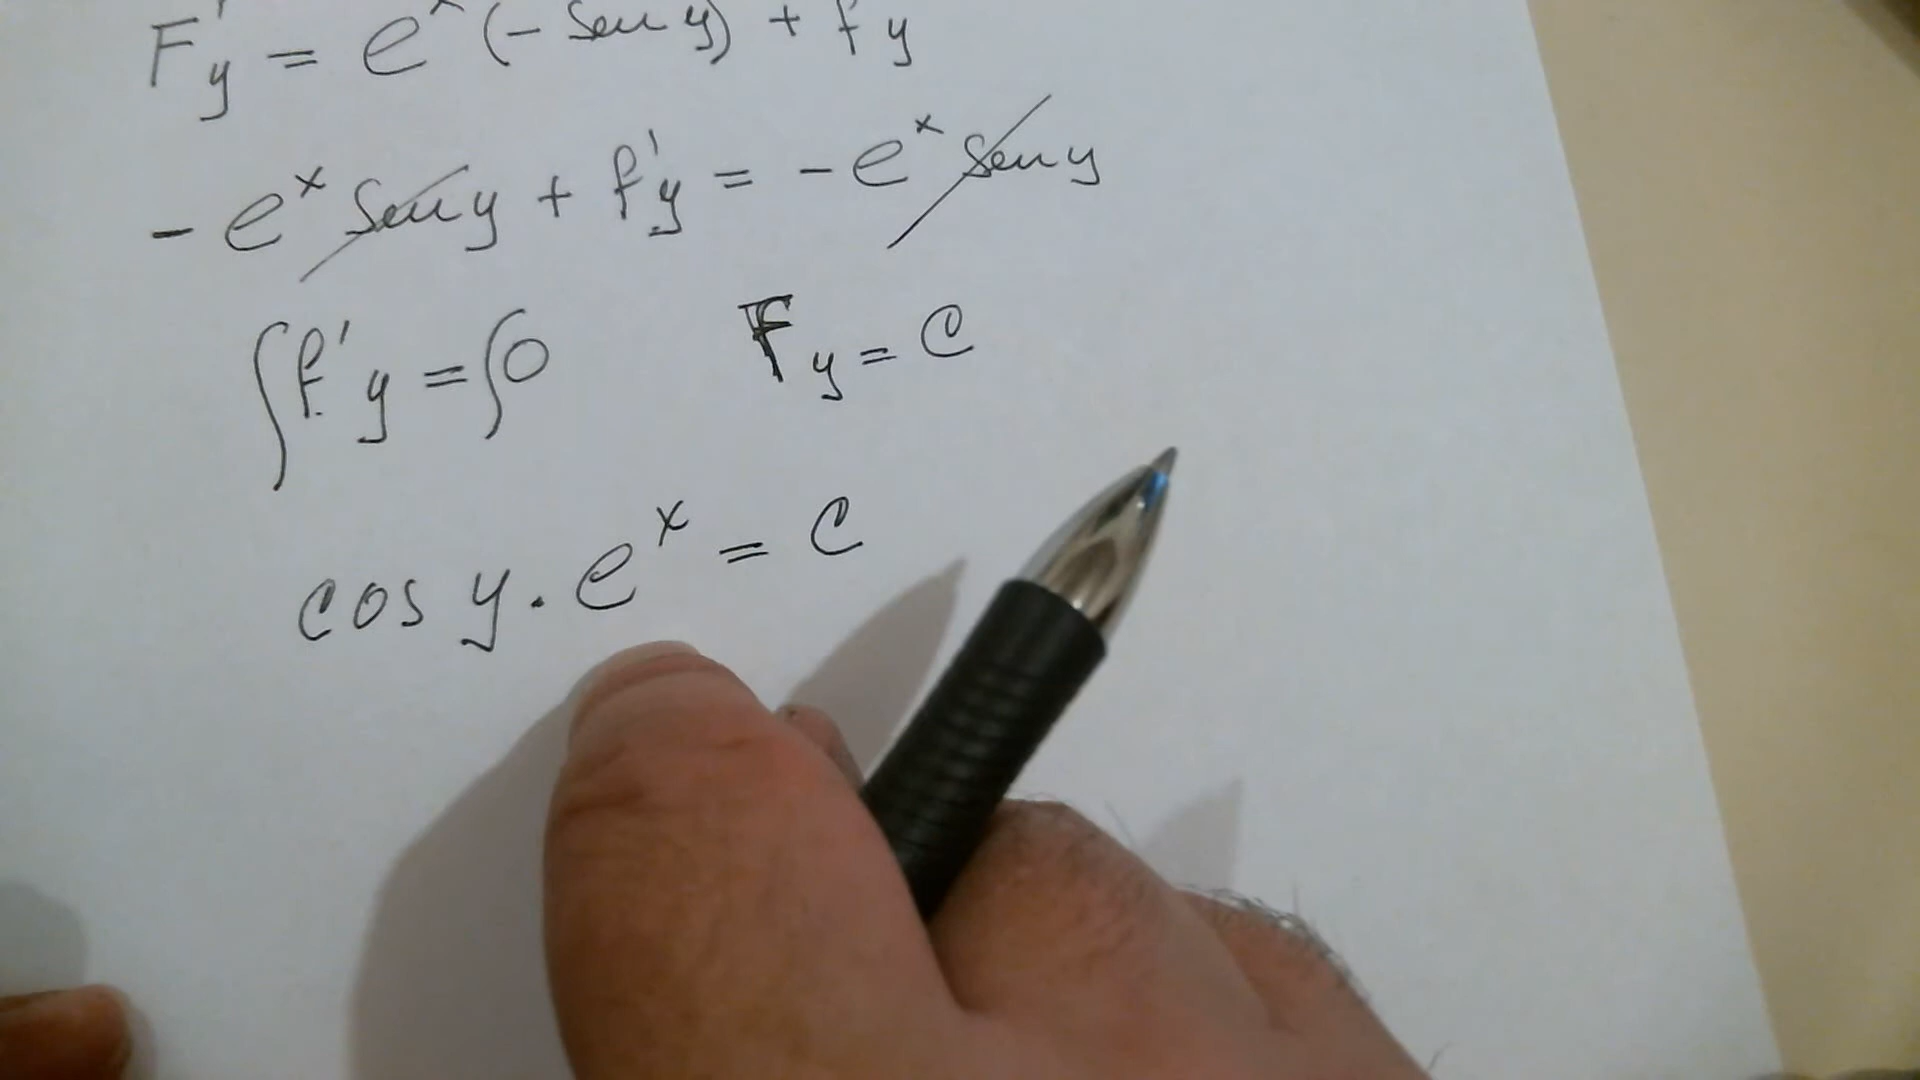 F'y = e^x (- sen y) + f'y
- e^x sen y + f'y = - e^x sen y
∫f'y = ∫0 Fy = C
cos y . e^x = C